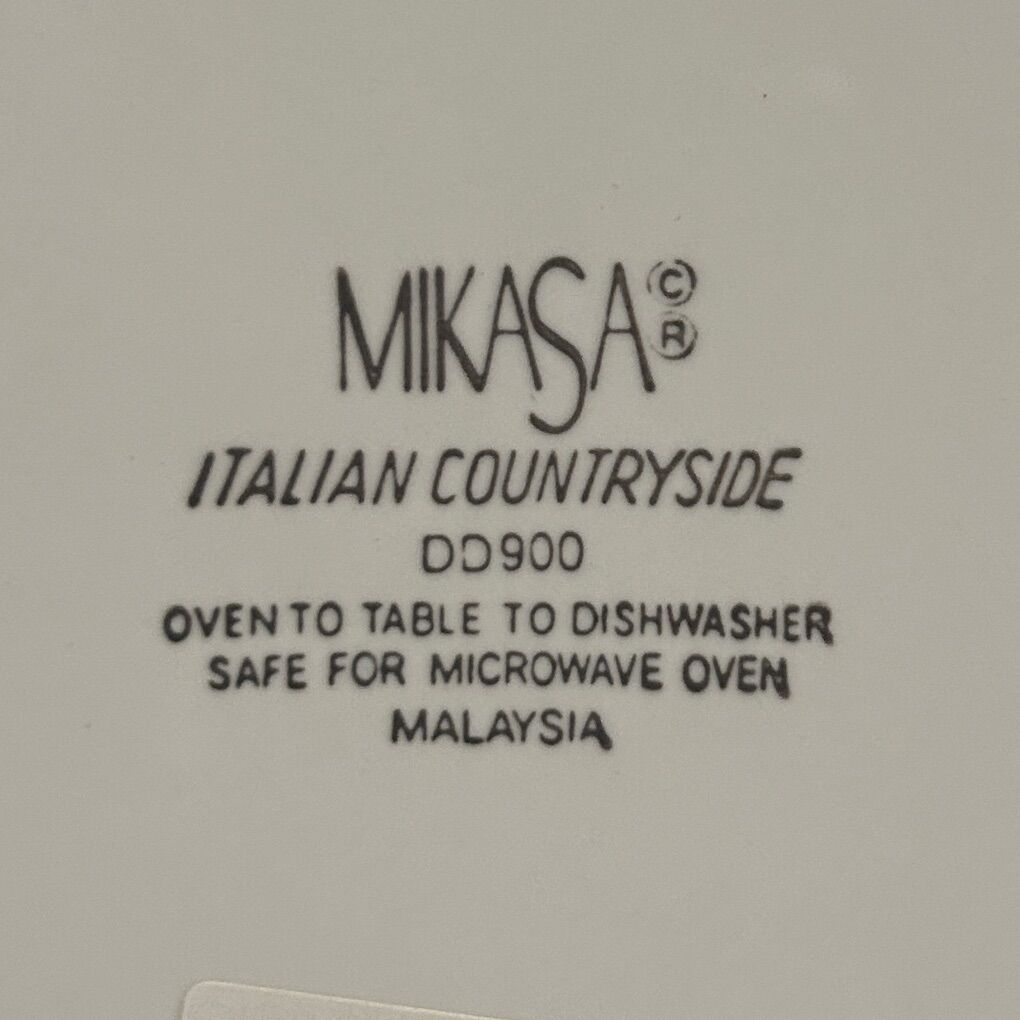 MIKASA © ®
ITALIAN COUNTRYSIDE
DD900
OVEN TO TABLE TO DISHWASHER
SAFE FOR MICROWAVE OVEN
MALAYSIA